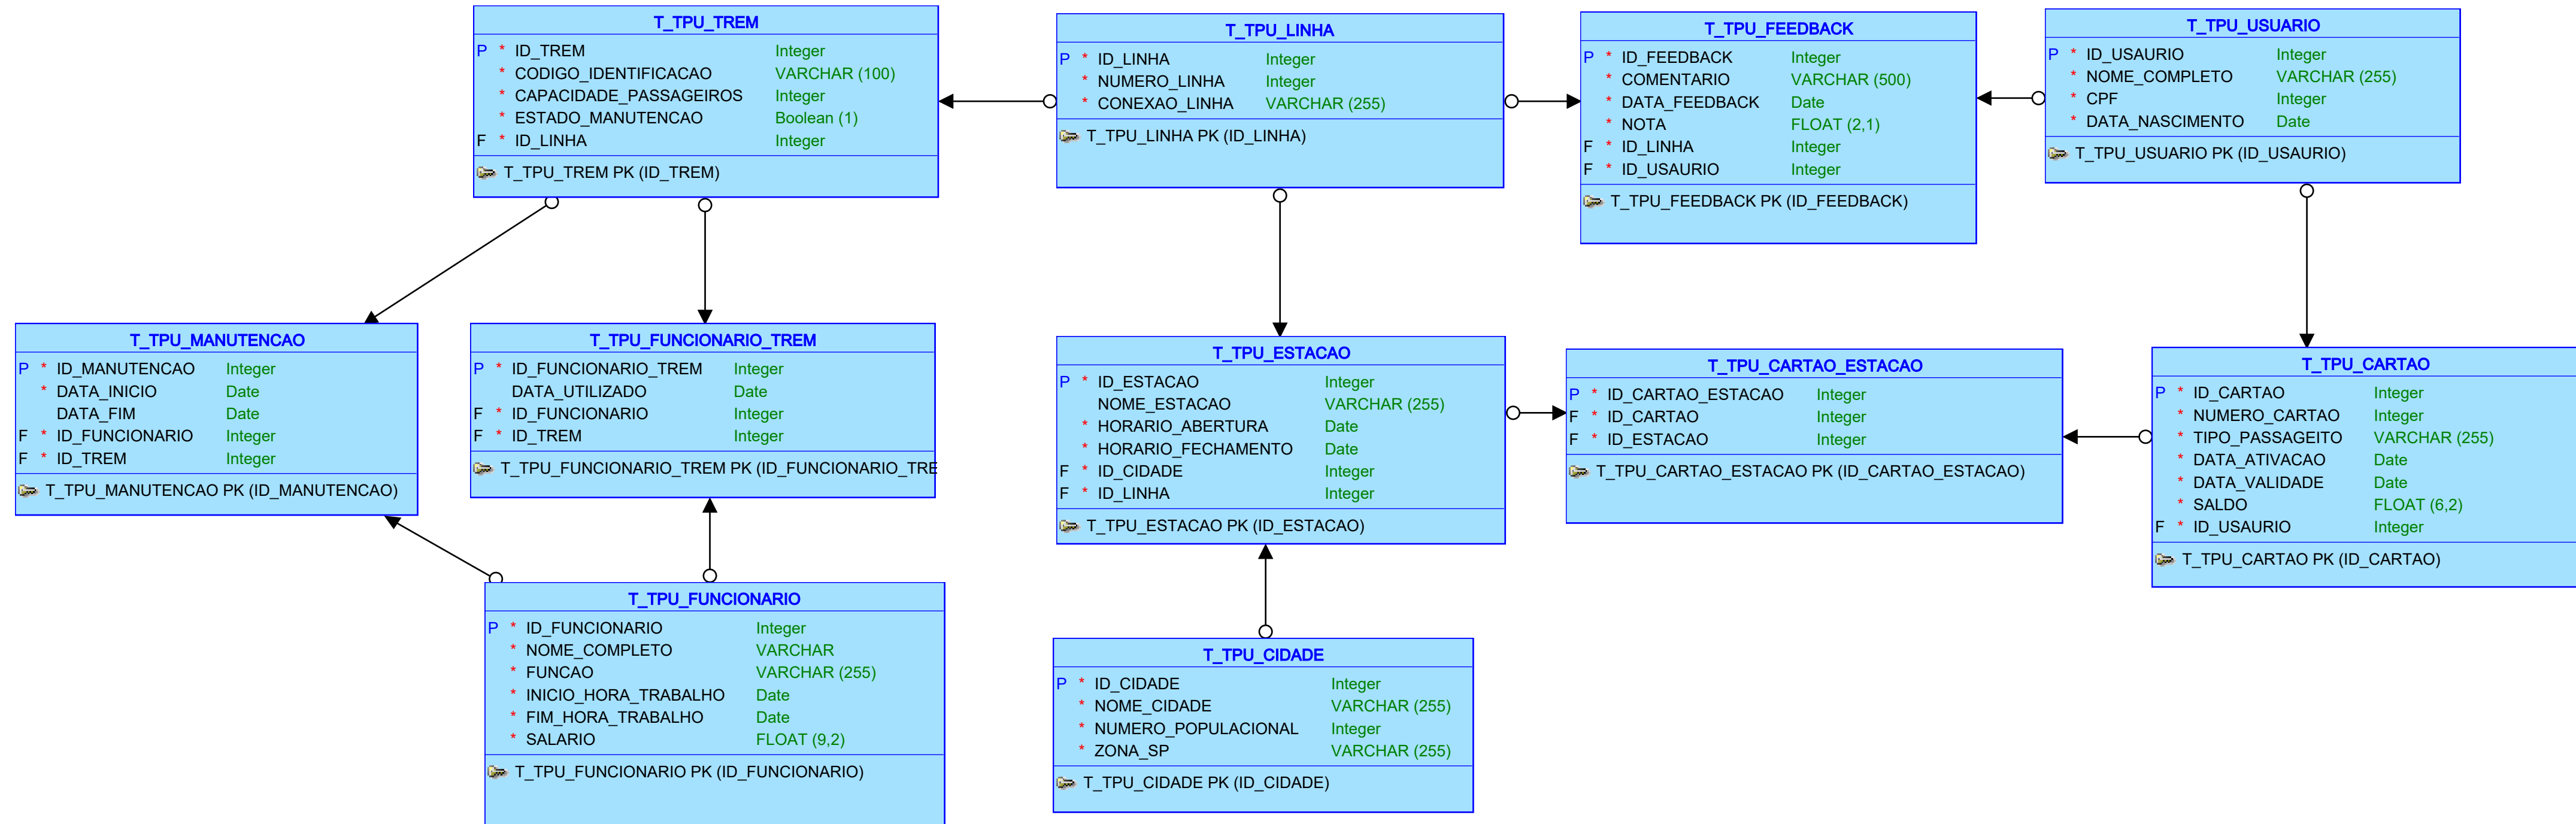 T_TPU_TREM
P * ID_TREM Integer
* CODIGO_IDENTIFICACAO VARCHAR (100)
* CAPACIDADE_PASSAGEIROS Integer
* ESTADO_MANUTENCAO Boolean (1)
F * ID_LINHA Integer
T_TPU_TREM PK (ID_TREM)
T_TPU_LINHA
P * ID_LINHA Integer
* NUMERO_LINHA Integer
* CONEXAO_LINHA VARCHAR (255)
T_TPU_LINHA PK (ID_LINHA)
T_TPU_FEEDBACK
P * ID_FEEDBACK Integer
* COMENTARIO VARCHAR (500)
* DATA_FEEDBACK Date
* NOTA FLOAT (2,1)
F * ID_LINHA Integer
F * ID_USAURIO Integer
T_TPU_FEEDBACK PK (ID_FEEDBACK)
T_TPU_USUARIO
P * ID_USAURIO Integer
* NOME_COMPLETO VARCHAR (255)
* CPF Integer
* DATA_NASCIMENTO Date
T_TPU_USUARIO PK (ID_USAURIO)
T_TPU_MANUTENCAO
P * ID_MANUTENCAO Integer
* DATA_INICIO Date
DATA_FIM Date
F * ID_FUNCIONARIO Integer
F * ID_TREM Integer
T_TPU_MANUTENCAO PK (ID_MANUTENCAO)
T_TPU_FUNCIONARIO_TREM
P * ID_FUNCIONARIO_TREM Integer
DATA_UTILIZADO Date
F * ID_FUNCIONARIO Integer
F * ID_TREM Integer
T_TPU_FUNCIONARIO_TREM PK (ID_FUNCIONARIO_TRE
T_TPU_ESTACAO
P * ID_ESTACAO Integer
NOME_ESTACAO VARCHAR (255)
* HORARIO_ABERTURA Date
* HORARIO_FECHAMENTO Date
F * ID_CIDADE Integer
F * ID_LINHA Integer
T_TPU_ESTACAO PK (ID_ESTACAO)
T_TPU_CARTAO_ESTACAO
P * ID_CARTAO_ESTACAO Integer
F * ID_CARTAO Integer
F * ID_ESTACAO Integer
T_TPU_CARTAO_ESTACAO PK (ID_CARTAO_ESTACAO)
T_TPU_CARTAO
P * ID_CARTAO Integer
* NUMERO_CARTAO Integer
* TIPO_PASSAGEITO VARCHAR (255)
* DATA_ATIVACAO Date
* DATA_VALIDADE Date
* SALDO FLOAT (6,2)
F * ID_USAURIO Integer
T_TPU_CARTAO PK (ID_CARTAO)
T_TPU_FUNCIONARIO
P * ID_FUNCIONARIO Integer
* NOME_COMPLETO VARCHAR
* FUNCAO VARCHAR (255)
* INICIO_HORA_TRABALHO Date
* FIM_HORA_TRABALHO Date
* SALARIO FLOAT (9,2)
T_TPU_FUNCIONARIO PK (ID_FUNCIONARIO)
T_TPU_CIDADE
P * ID_CIDADE Integer
* NOME_CIDADE VARCHAR (255)
* NUMERO_POPULACIONAL Integer
* ZONA_SP VARCHAR (255)
T_TPU_CIDADE PK (ID_CIDADE)